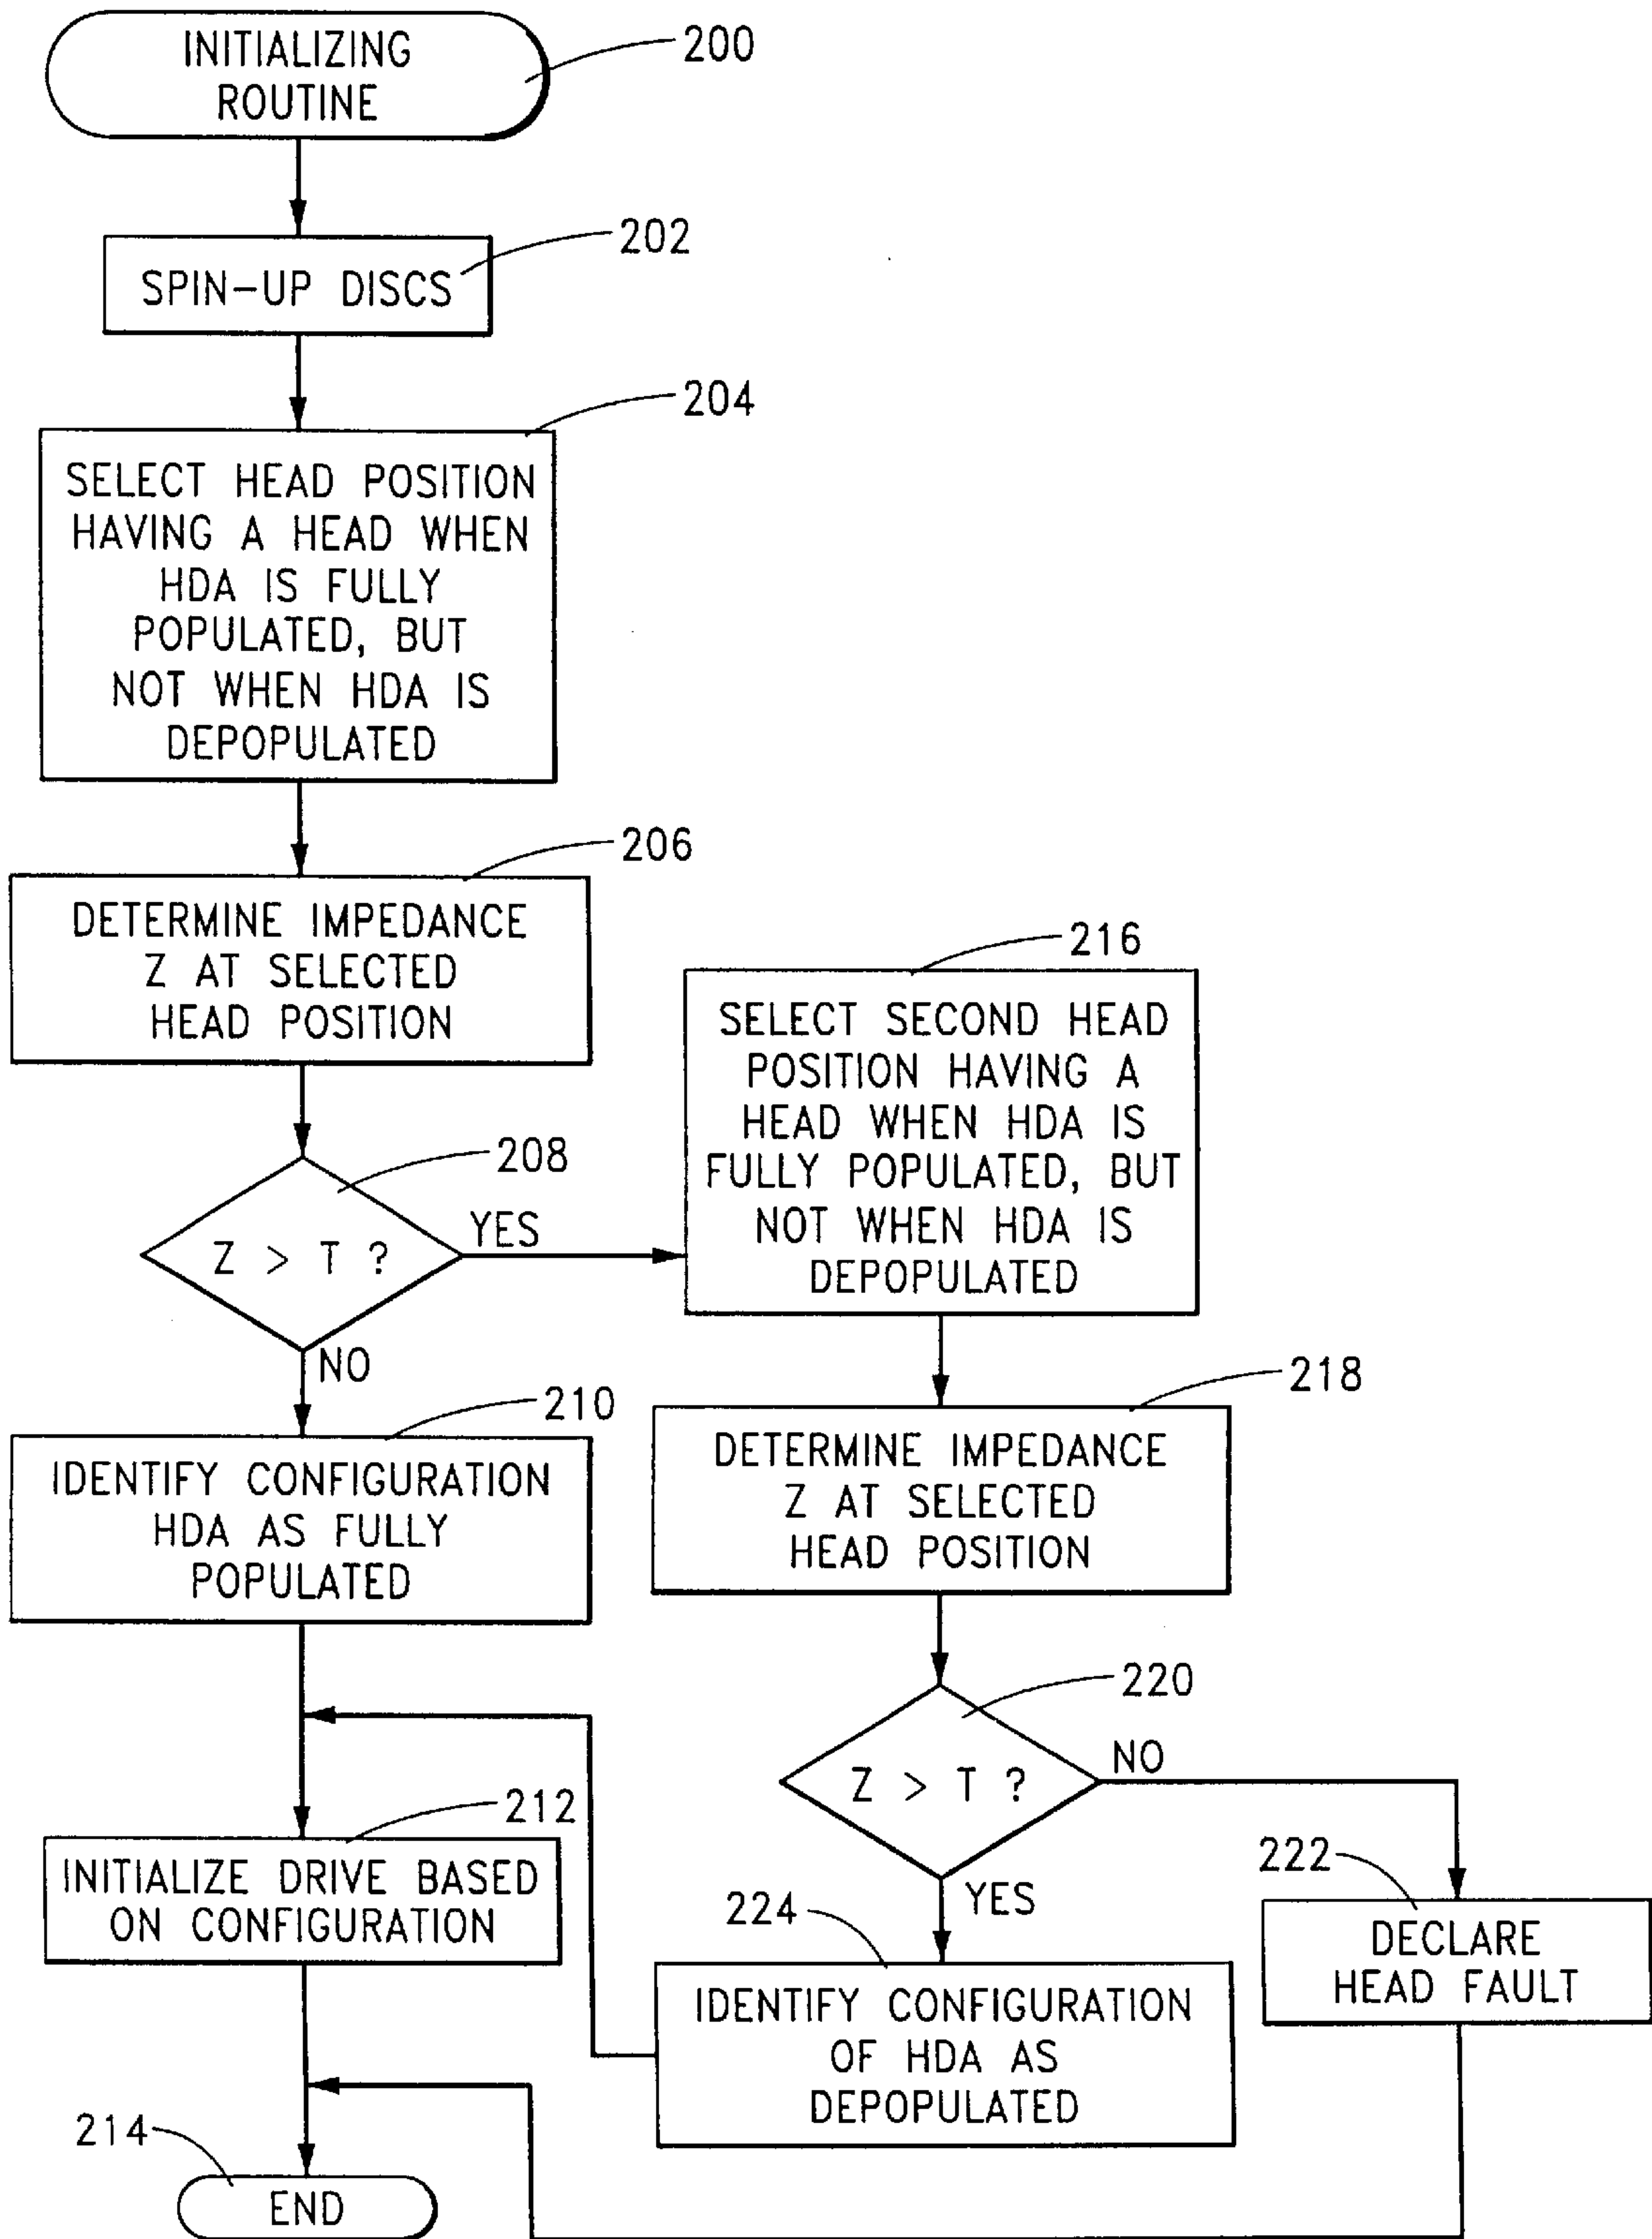 INITIALIZING
ROUTINE
200
SPIN-UP DISCS
202
204
SELECT HEAD POSITION
HAVING A HEAD WHEN
HDA IS FULLY
POPULATED, BUT
NOT WHEN HDA IS
DEPOPULATED
206
DETERMINE IMPEDANCE
Z AT SELECTED
HEAD POSITION
208
Z > T ?
YES
NO
210
IDENTIFY CONFIGURATION
HDA AS FULLY
POPULATED
212
INITIALIZE DRIVE BASED
ON CONFIGURATION
214
END
216
SELECT SECOND HEAD
POSITION HAVING A
HEAD WHEN HDA IS
FULLY POPULATED, BUT
NOT WHEN HDA IS
DEPOPULATED
218
DETERMINE IMPEDANCE
Z AT SELECTED
HEAD POSITION
220
Z > T ?
NO
YES
222
DECLARE
HEAD FAULT
224
IDENTIFY CONFIGURATION
OF HDA AS
DEPOPULATED